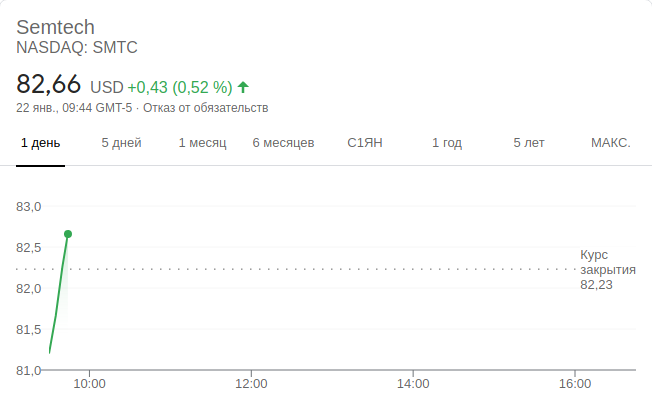 Semtech
NASDAQ: SMTC
82,66 USD +0,43 (0,52 %)
22 янв., 09:44 GMT-5 · Отказ от обязательств
1 день 5 дней 1 месяц 6 месяцев С1ЯН 1 год 5 лет МАКС.
83,0
82,5
Курс
закрытия
82,23
82,0
81,5
81,0
10:00 12:00 14:00 16:00